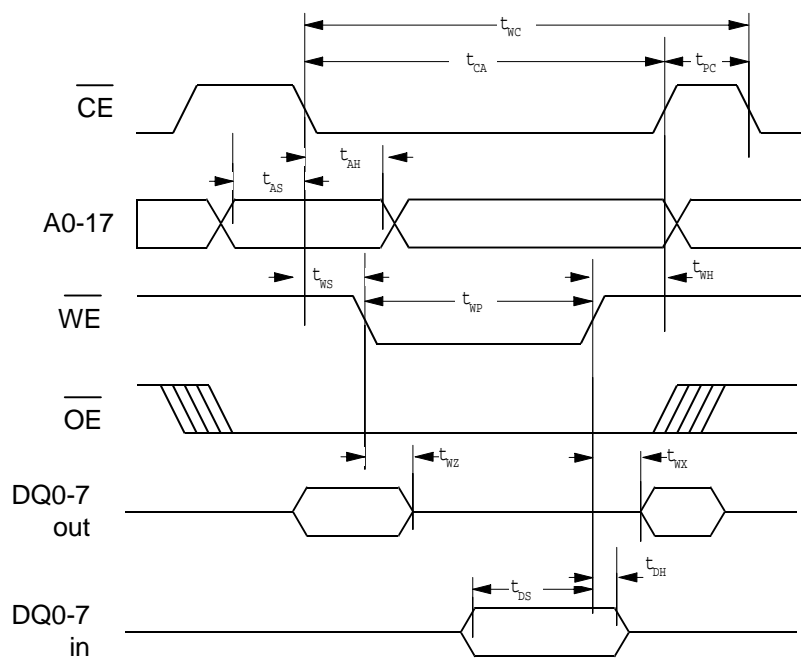 tWC
tCA tPC
CE
tAH
tAS
A0-17
tWS tWH
WE
tWP
OE
tWZ tWX
DQ0-7
out
tDS tDH
DQ0-7
in